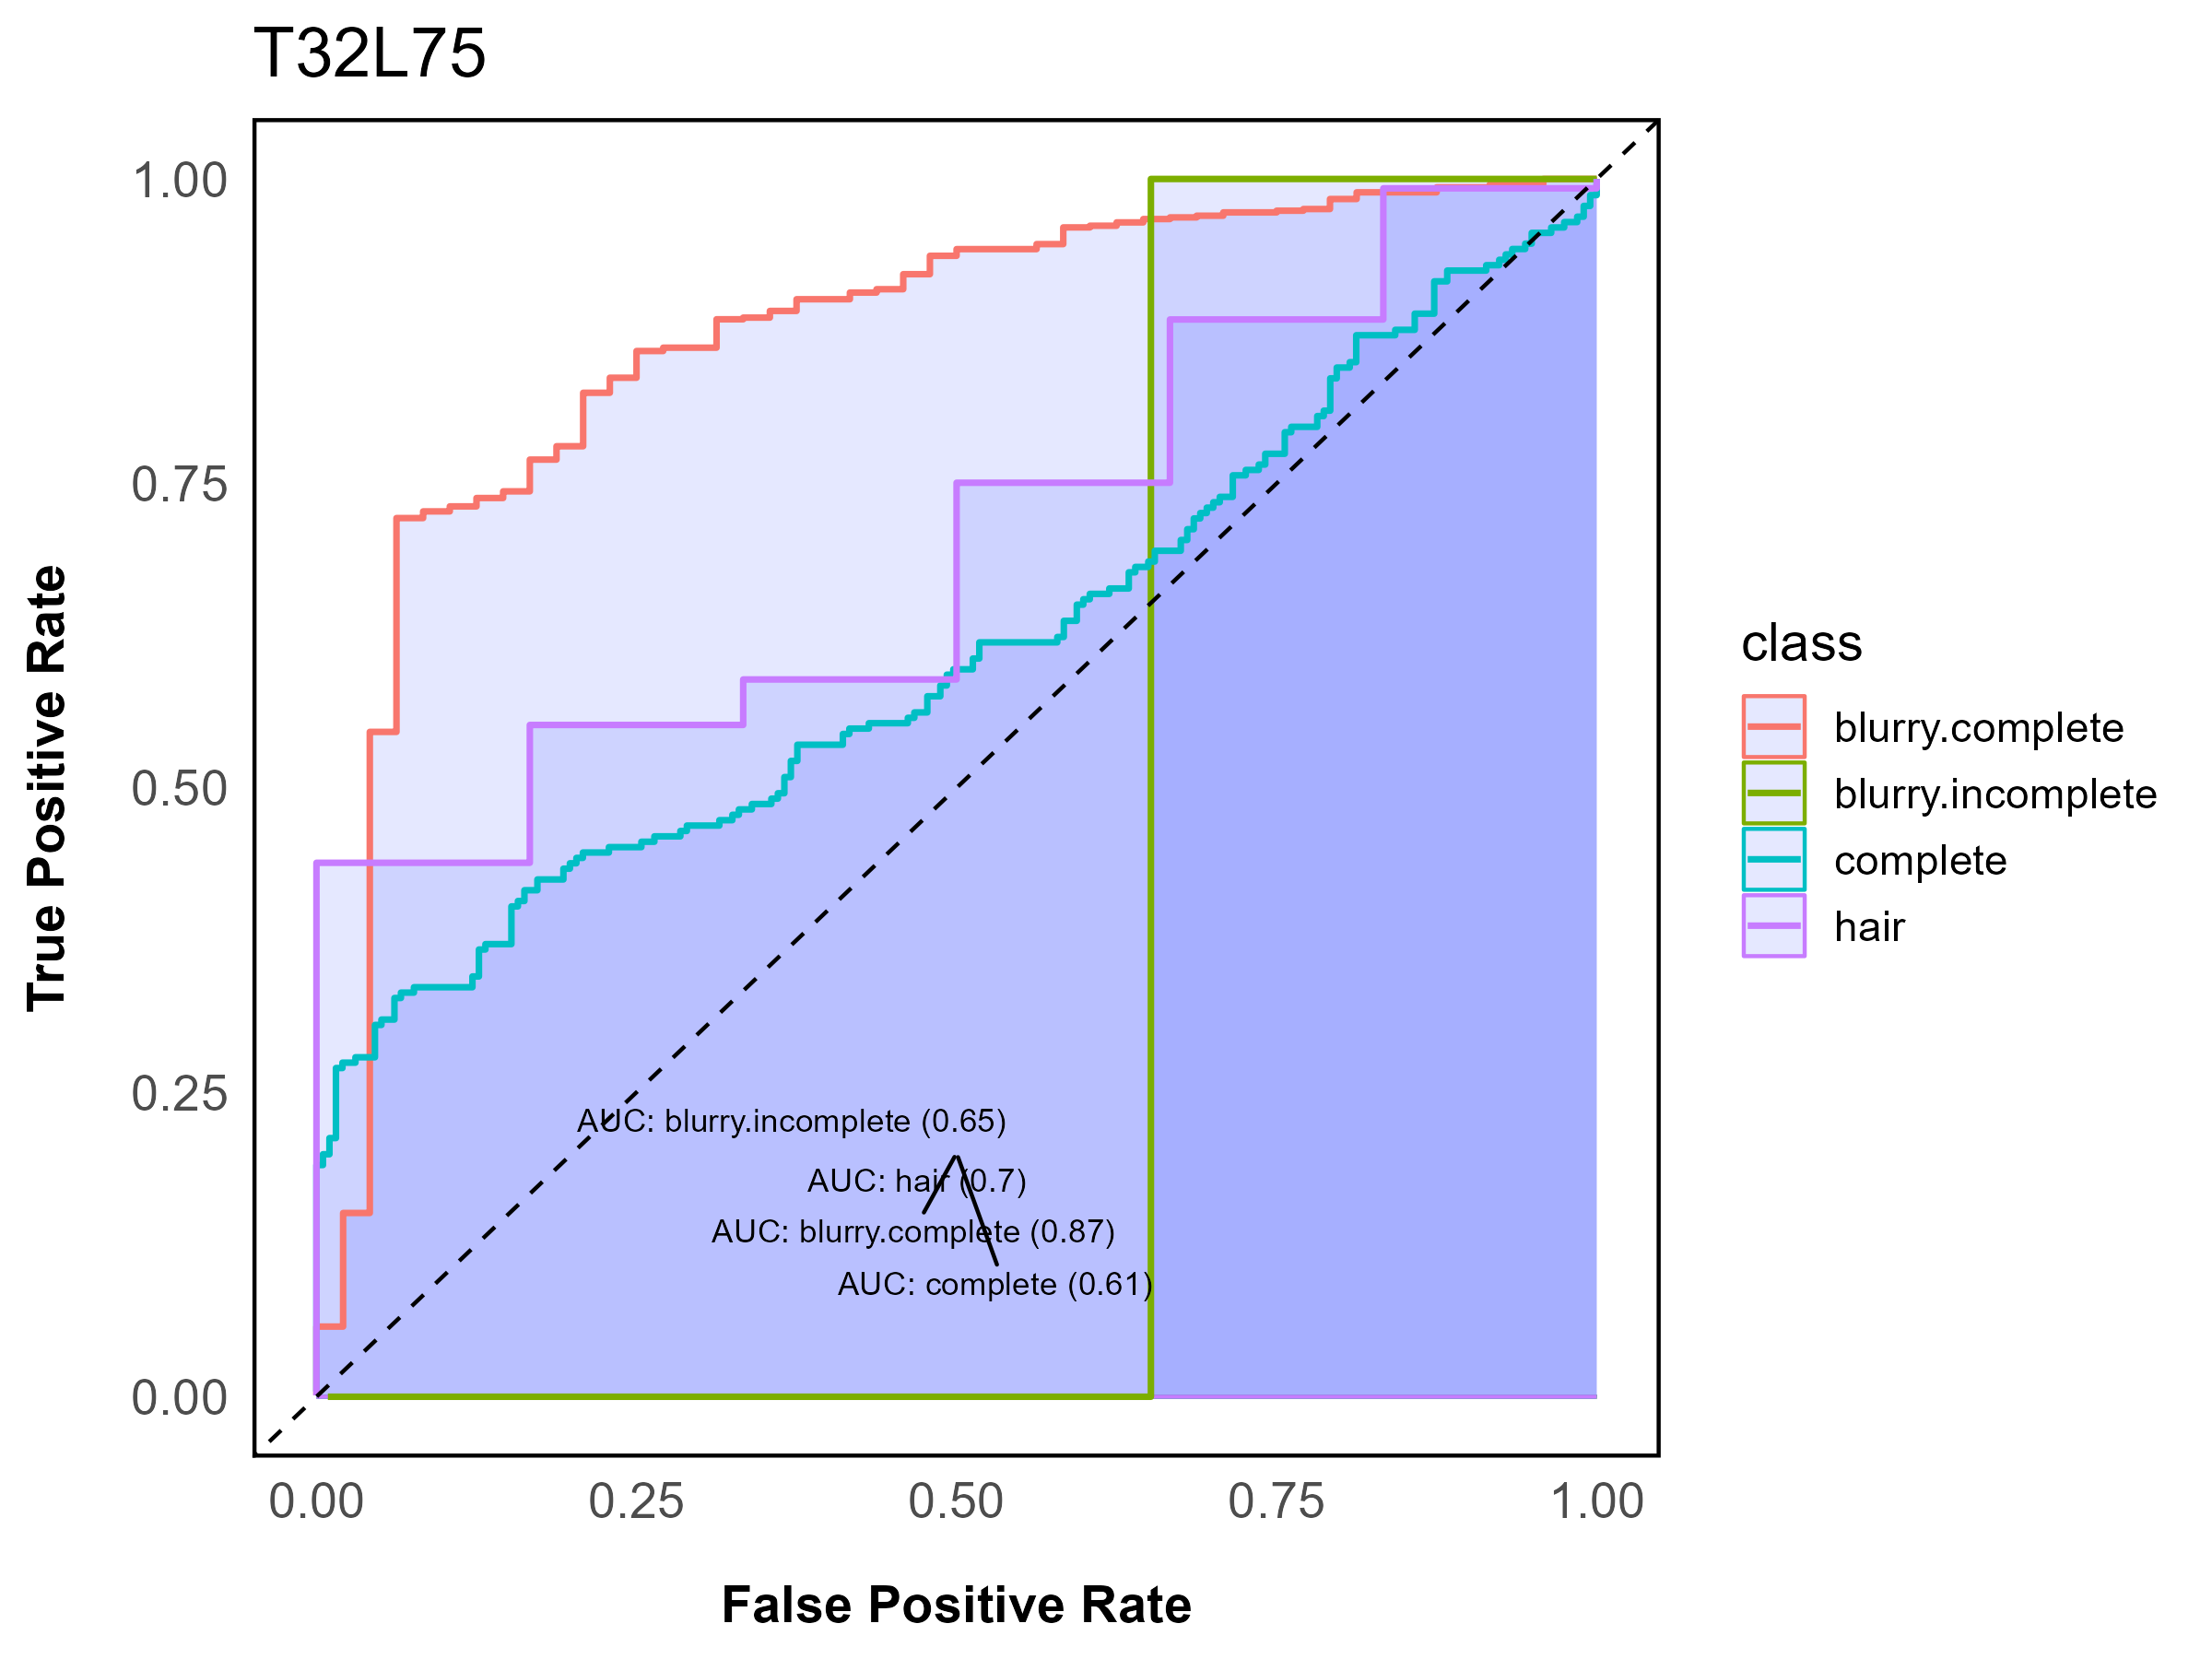 T32L75
1.00
0.75
0.50
0.25
0.00
True Positive Rate
AUC: blurry.incomplete (0.65)
AUC: hair (0.7)
AUC: blurry.complete (0.87)
AUC: complete (0.61)
0.00 0.25 0.50 0.75 1.00
False Positive Rate
class
blurry.complete
blurry.incomplete
complete
hair